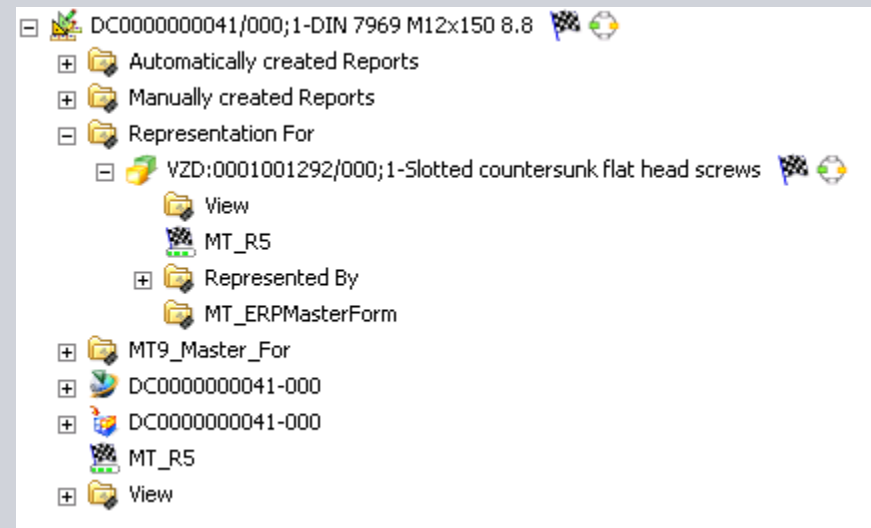 DC0000000041/000;1-DIN 7969 M12x150 8.8
Automatically created Reports
Manually created Reports
Representation For
VZD:0001001292/000;1-Slotted countersunk flat head screws
View
MT_R5
Represented By
MT_ERPMasterForm
MT9_Master_For
DC0000000041-000
DC0000000041-000
MT_R5
View